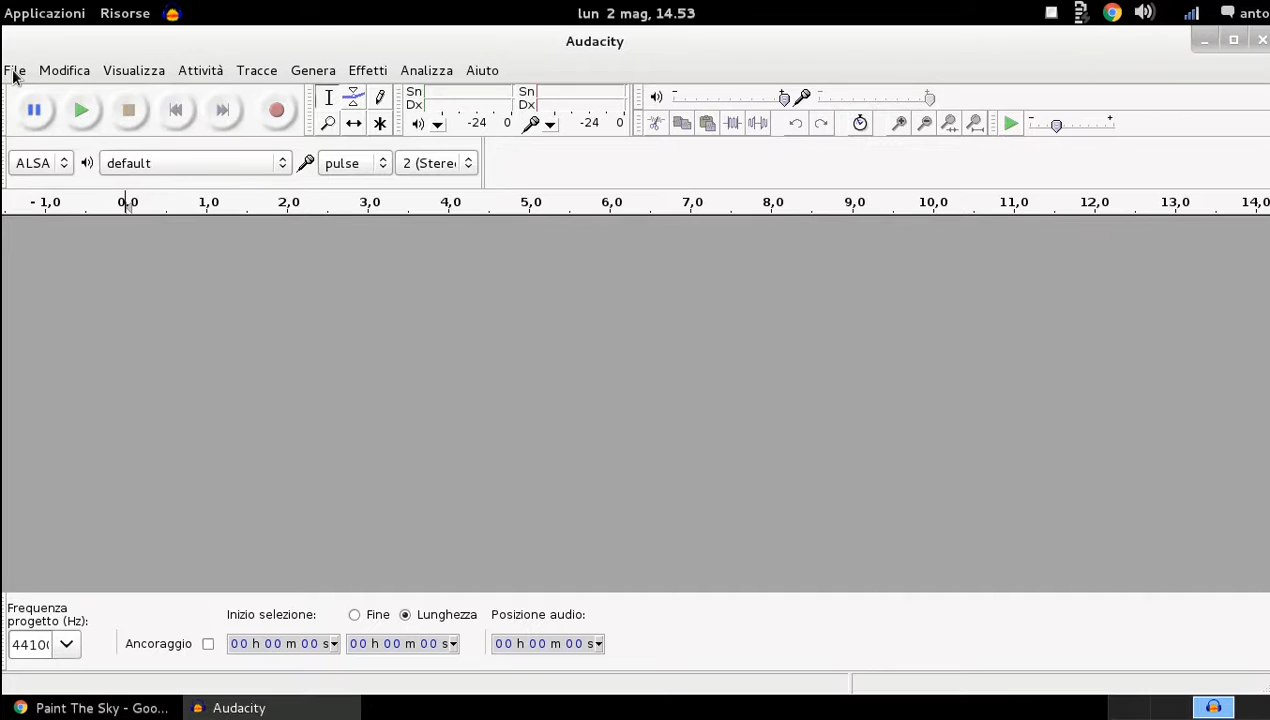 Applicazioni Risorse lun 2 mag, 14.53 anto
Audacity
File Modifica Visualizza Attività Tracce Genera Effetti Analizza Aiuto
Sn Sn
Dx Dx
-24 0 -24 0
ALSA default pulse 2 (Stere
- 1,0 0,0 1,0 2,0 3,0 4,0 5,0 6,0 7,0 8,0 9,0 10,0 11,0 12,0 13,0 14,0
Frequenza
progetto (Hz):
Inizio selezione: Fine Lunghezza Posizione audio:
4410 Ancoraggio 00 h 00 m 00 s 00 h 00 m 00 s 00 h 00 m 00 s
Paint The Sky - Goo... Audacity